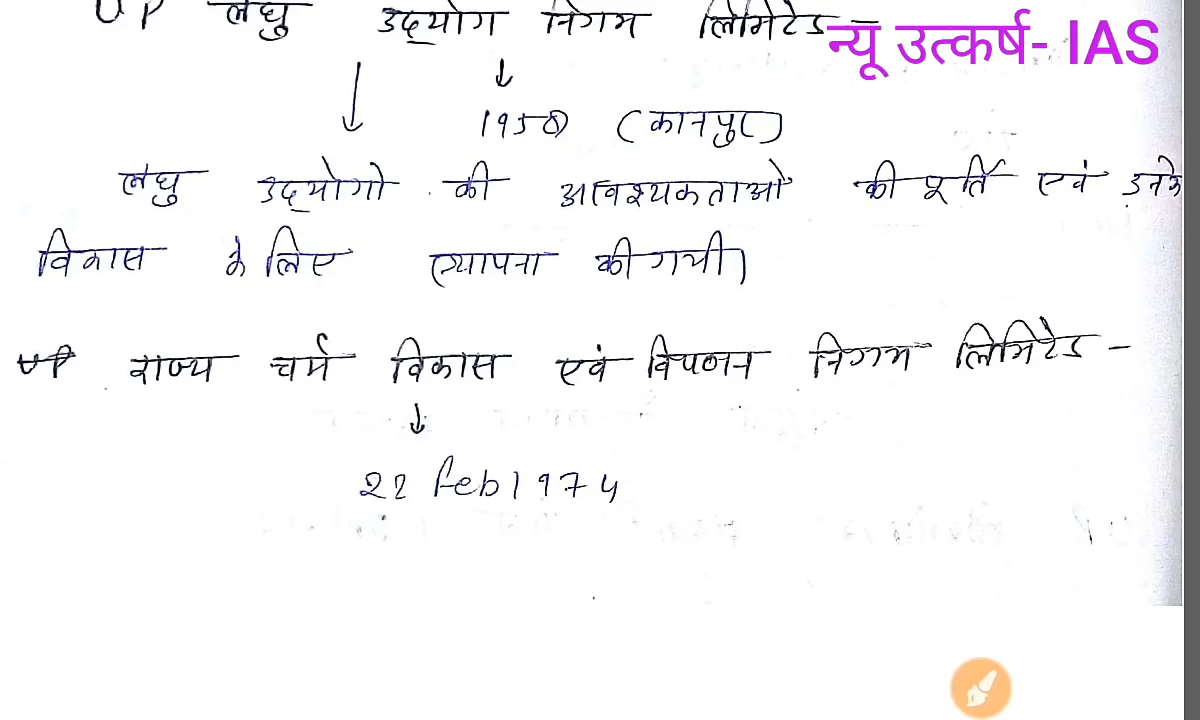 UP लघु उद्योग निगम लिमिटेड -
न्यू उत्कर्ष- IAS
1958 (कानपुर)
लघु उद्योगो की आवश्यकताओं की पूर्ति एवं उनके
विकास के लिए स्थापना की गयी।
UP राज्य चर्म विकास एवं विपणन निगम लिमिटेड -
22 feb 1974